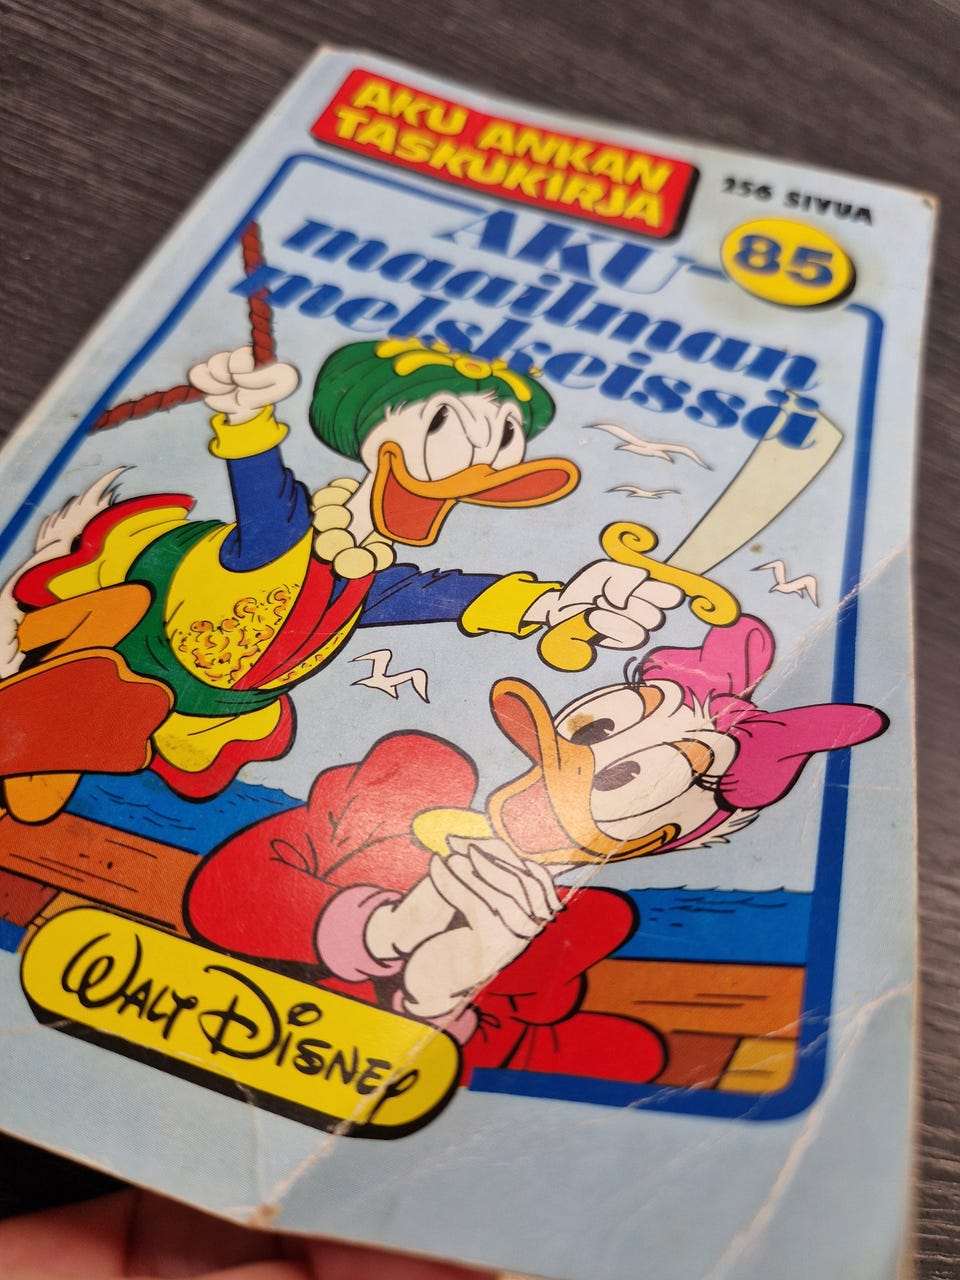 AKU ANKAN
TASKUKIRJA
256 SIVUA
85
AKU
maailman
melskeissä
WALT DISNEY